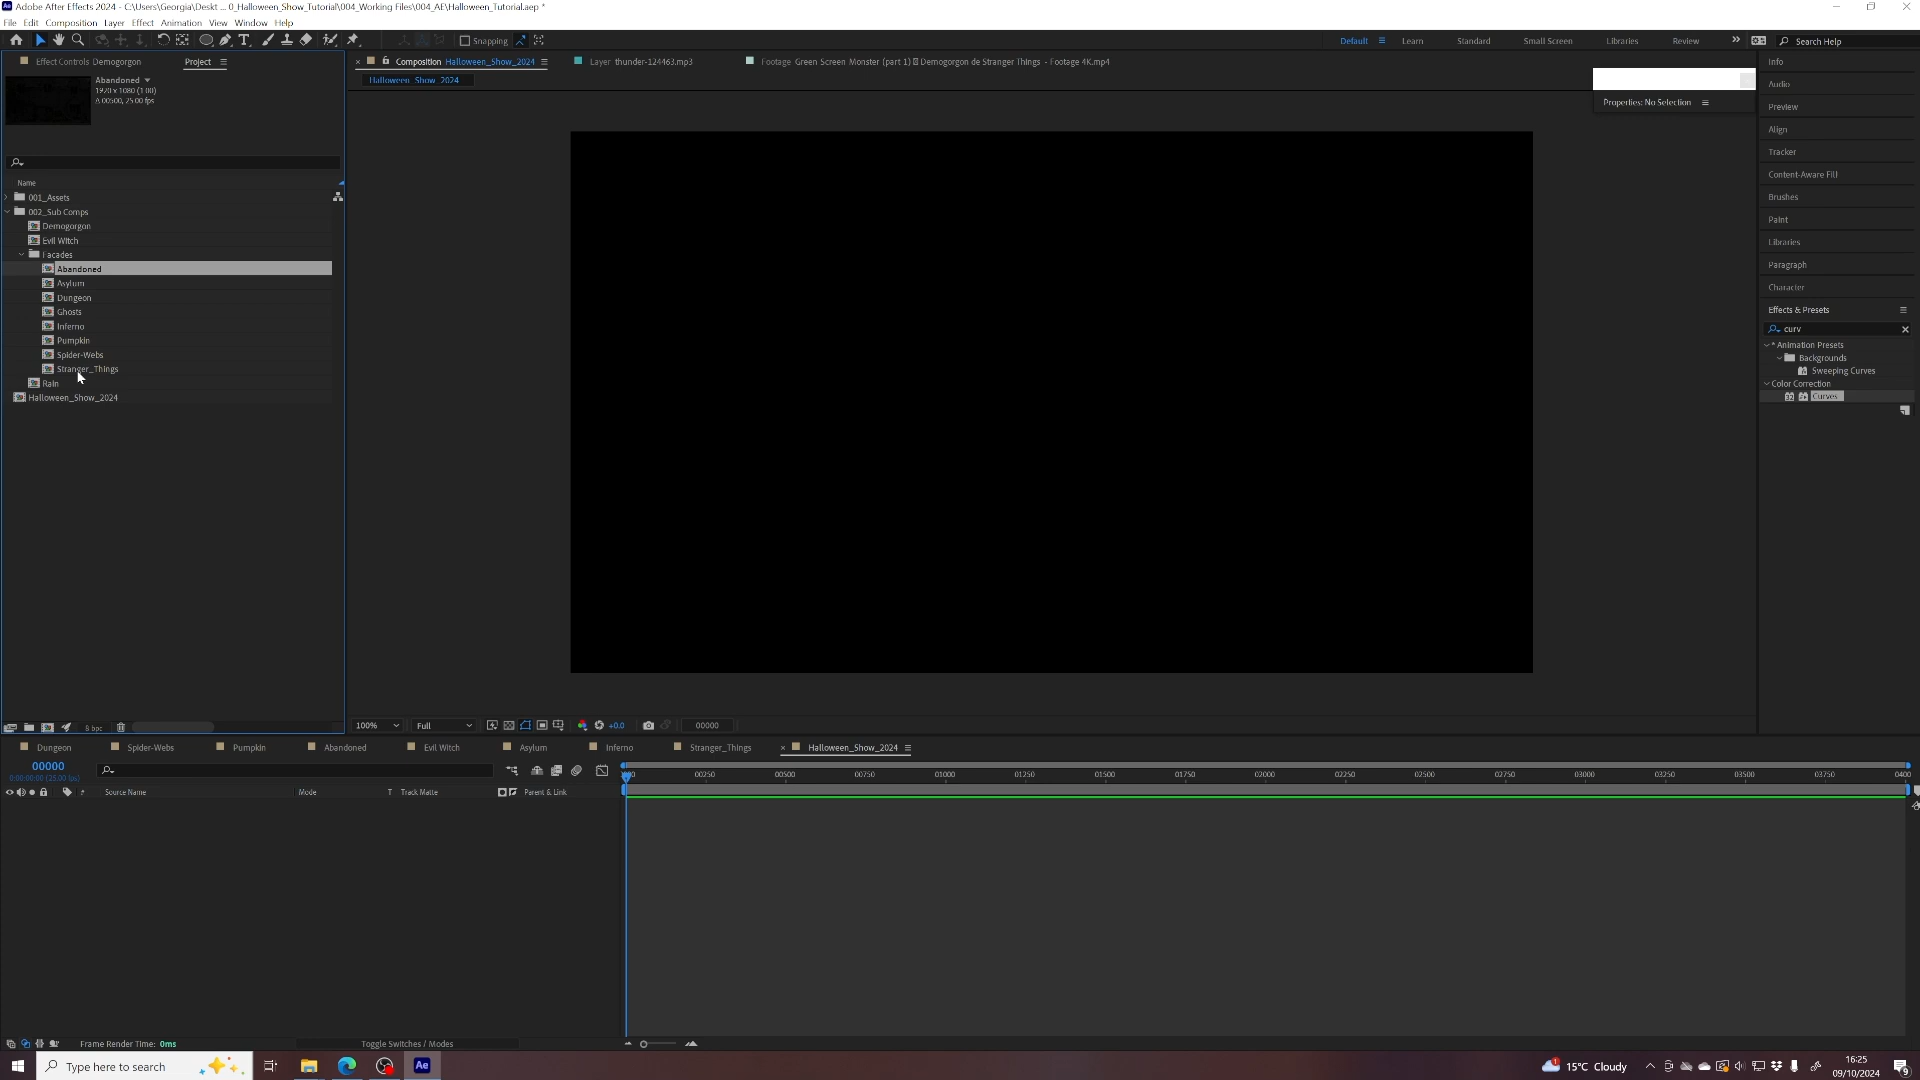 Adobe After Effects 2024 - C:\Users\Georgia\Deskt ... 0_Halloween_Show_Tutorial\004_Working Files\004_AE\Halloween_Tutorial.aep *
File Edit Composition Layer Effect Animation View Window Help
Snapping
Default Learn Standard Small Screen Libraries Review Search Help
Effect Controls Demogorgon Project
Composition Halloween_Show_2024 Layer thunder-124463.mp3 Footage Green Screen Monster (part 1) Demogorgon de Stranger Things - Footage 4K.mp4
Info
Abandoned
1920 x 1080 (1.00)
Δ 00500, 25.00 fps
Halloween_Show_2024
Audio
Properties: No Selection
Preview
Align
Tracker
Content-Aware Fill
Brushes
Paint
Libraries
Paragraph
Character
Effects & Presets
curv
* Animation Presets
Backgrounds
Sweeping Curves
Color Correction
Curves
Name
001_Assets
002_Sub Comps
Demogorgon
Evil Witch
Facades
Abandoned
Asylum
Dungeon
Ghosts
Inferno
Pumpkin
Spider-Webs
Stranger_Things
Rain
Halloween_Show_2024
8 bpc
100% Full +0.0 00000
Dungeon Spider-Webs Pumpkin Abandoned Evil Witch Asylum Inferno Stranger_Things Halloween_Show_2024
00000
0:00:00:00 (25.00 fps)
00250 00500 00750 01000 01250 01500 01750 02000 02250 02500 02750 03000 03250 03500 03750 0400
# Source Name Mode T Track Matte Parent & Link
Frame Render Time: 0ms Toggle Switches / Modes
Type here to search
Ae
1
15°C Cloudy
16:25
09/10/2024
9